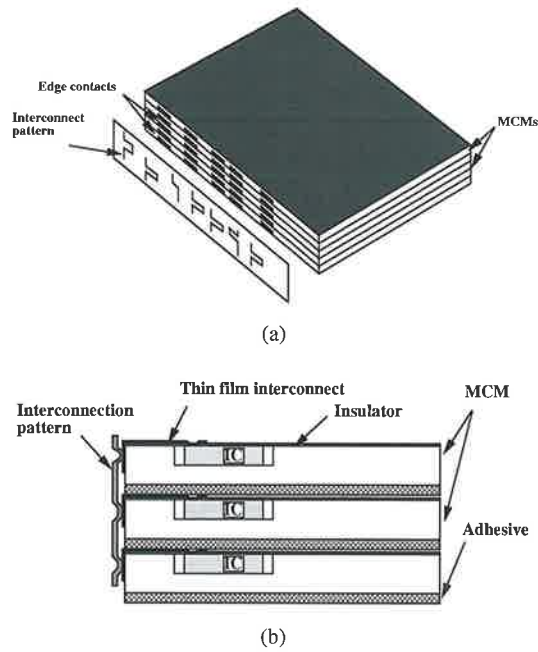 Edge contacts
Interconnect
pattern
MCMs
(a)
Thin film interconnect
MCM
Interconnection
pattern
Insulator
IC
IC
Adhesive
IC
(b)